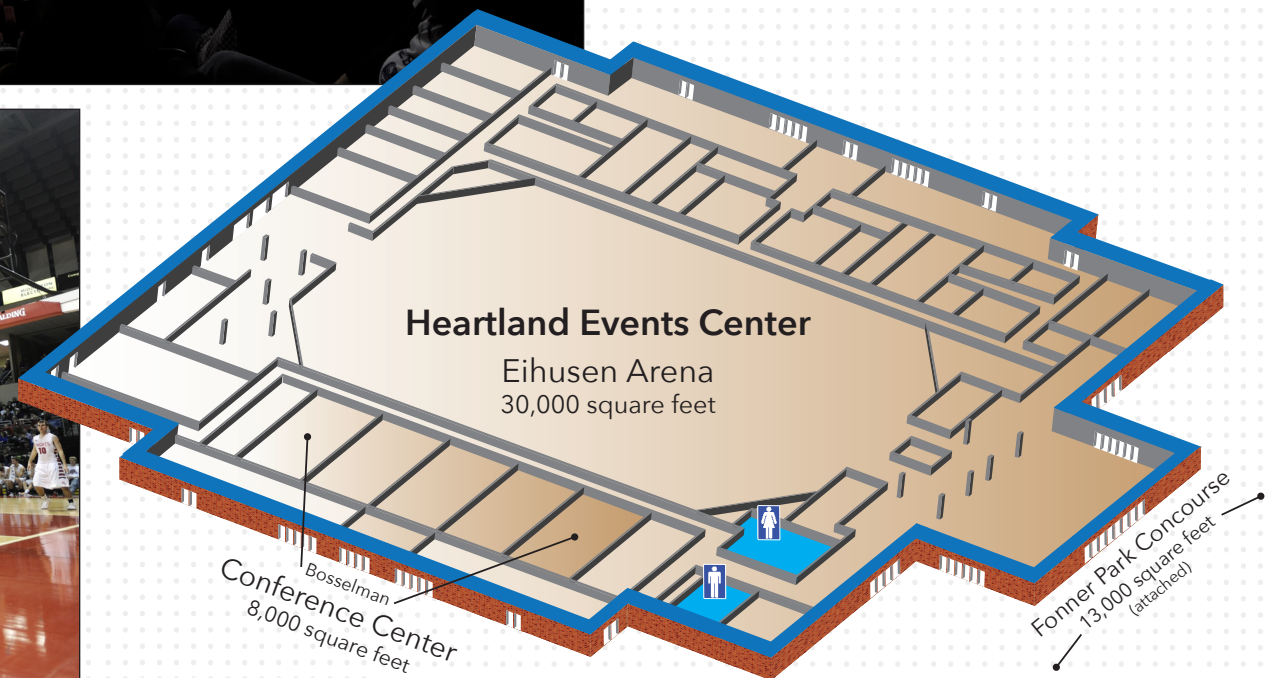 Heartland Events Center
Eihusen Arena
30,000 square feet
Bosselman
Conference Center
8,000 square feet
Fonner Park Concourse
13,000 square feet
(attached)
10